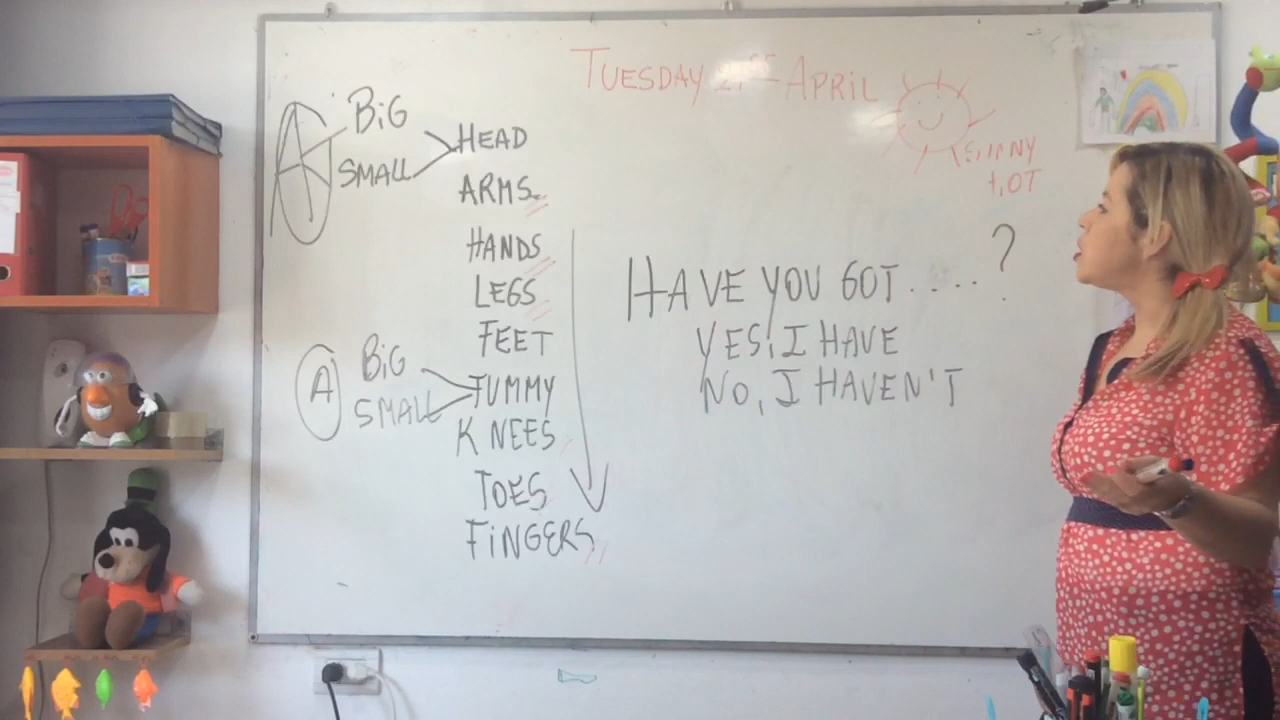 TUESDAY 21ST APRIL
SUNNY
HOT
A BIG
SMALL
HEAD
ARMS
HANDS
LEGS
FEET
A BIG
SMALL
TUMMY
KNEES
TOES
FINGERS
HAVE YOU GOT.....?
YES, I HAVE
NO, I HAVEN'T